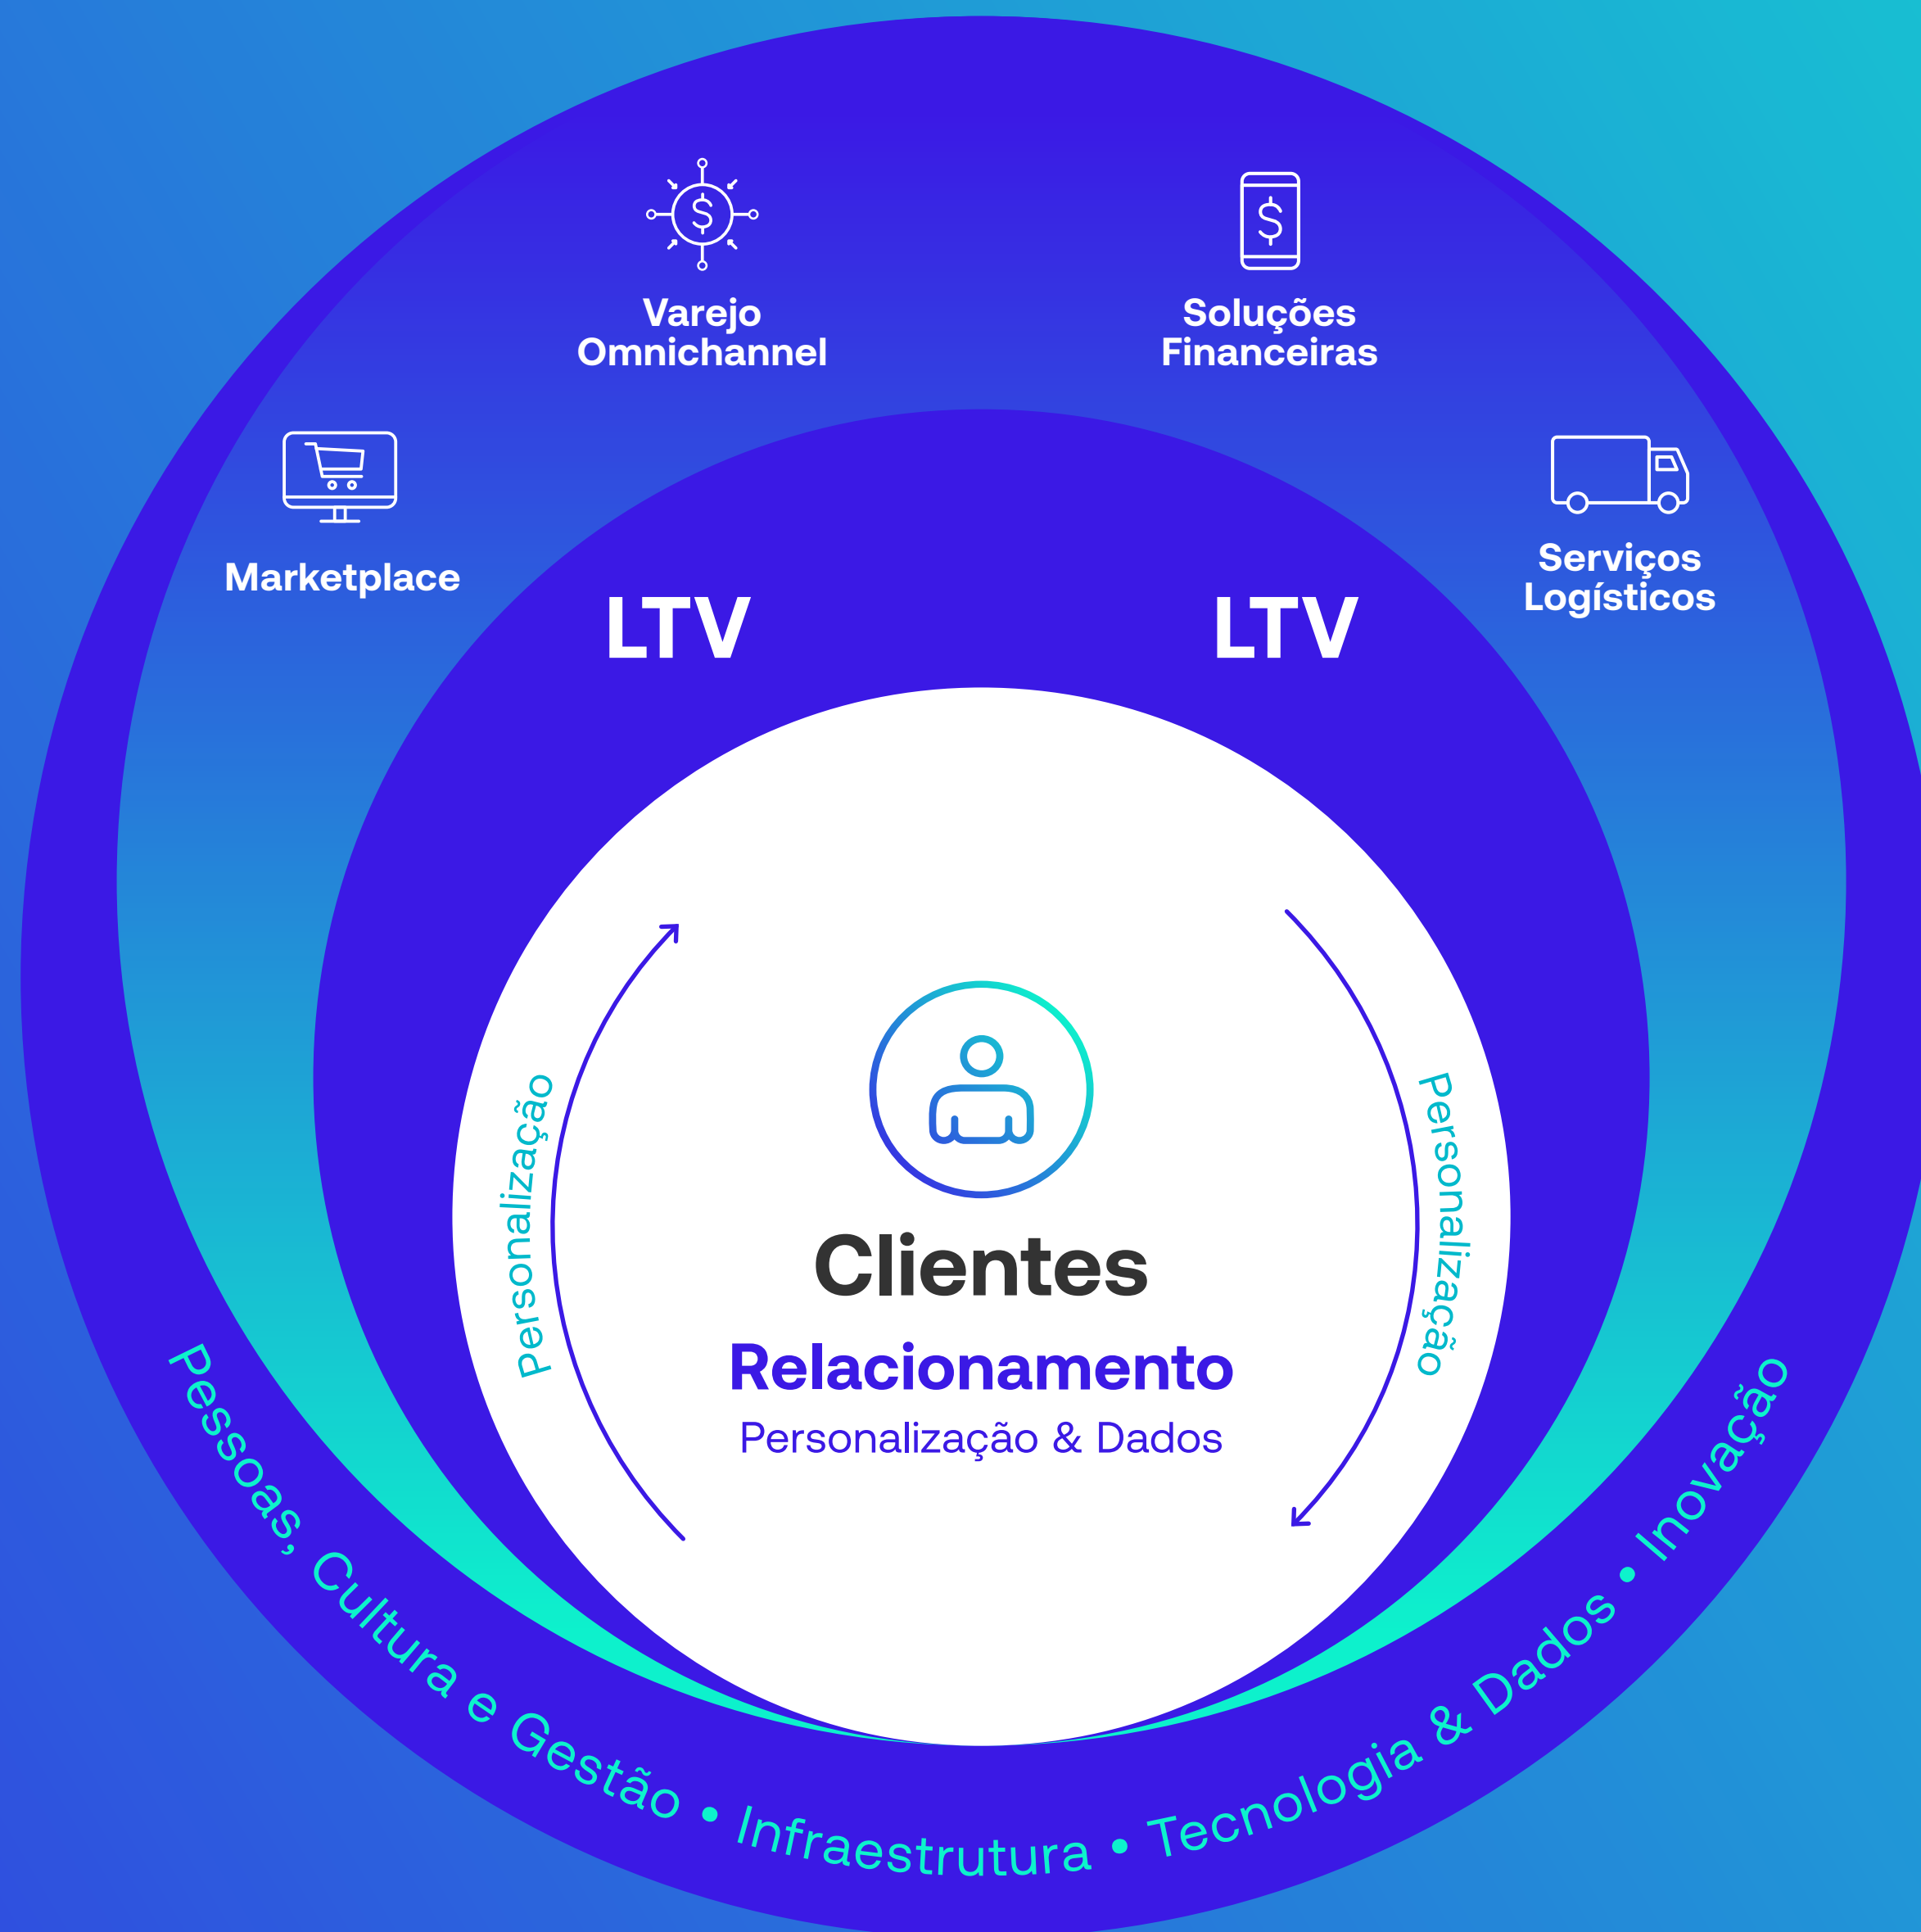 Varejo
Omnichannel
Soluções
Financeiras
Marketplace
Serviços
Logísticos
LTV
LTV
Personalização
Personalização
Clientes
Relacionamento
Personalização & Dados
Pessoas, Cultura e Gestão • Infraestrutura • Tecnologia & Dados • Inovação